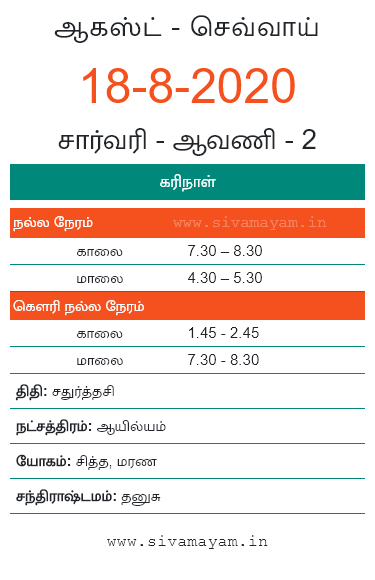 ஆகஸ்ட் - செவ்வாய்
18-8-2020
சார்வரி - ஆவணி - 2
கரிநாள்
நல்ல நேரம் www.sivamayam.in
காலை 7.30 – 8.30
மாலை 4.30 – 5.30
கௌரி நல்ல நேரம்
காலை 1.45 - 2.45
மாலை 7.30 - 8.30
திதி: சதுர்த்தசி
நட்சத்திரம்: ஆயில்யம்
யோகம்: சித்த, மரண
சந்திராஷ்டமம்: தனுசு
www.sivamayam.in